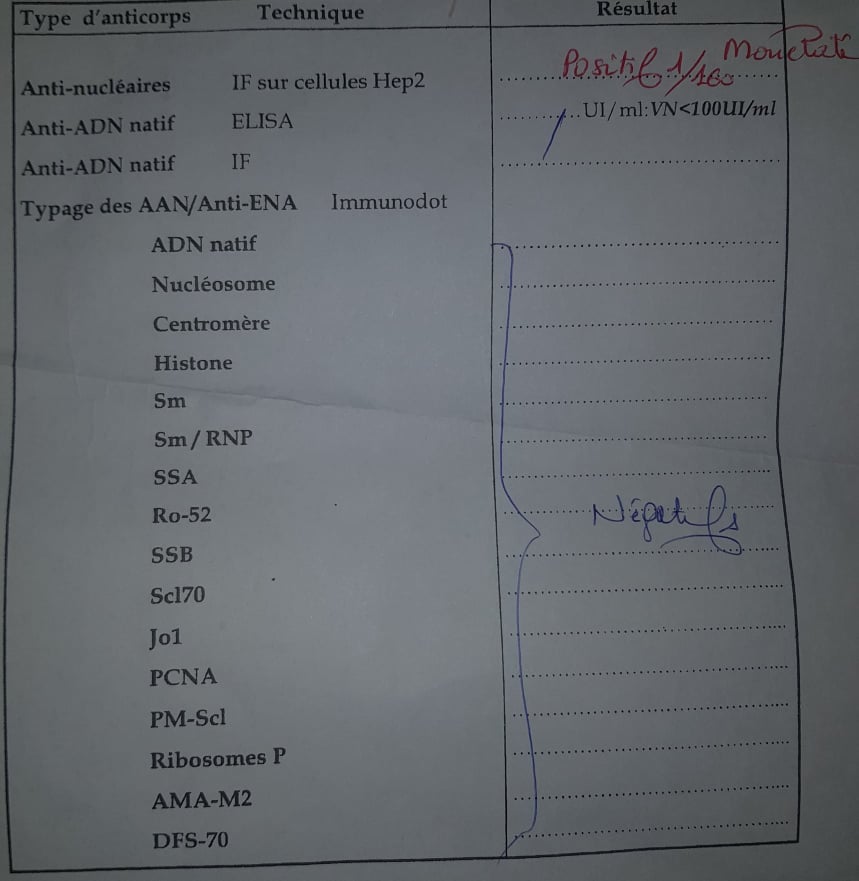 Type d'anticorps Technique Résultat
Anti-nucléaires IF sur cellules Hep2 Positif 1/160 Moucheté
Anti-ADN natif ELISA ..........UI/ml:VN<100UI/ml
Anti-ADN natif IF
Typage des AAN/Anti-ENA Immunodot
ADN natif
Nucléosome
Centromère
Histone
Sm
Sm/RNP
SSA
Ro-52 Négatifs
SSB
Scl70
Jo1
PCNA
PM-Scl
Ribosomes P
AMA-M2
DFS-70